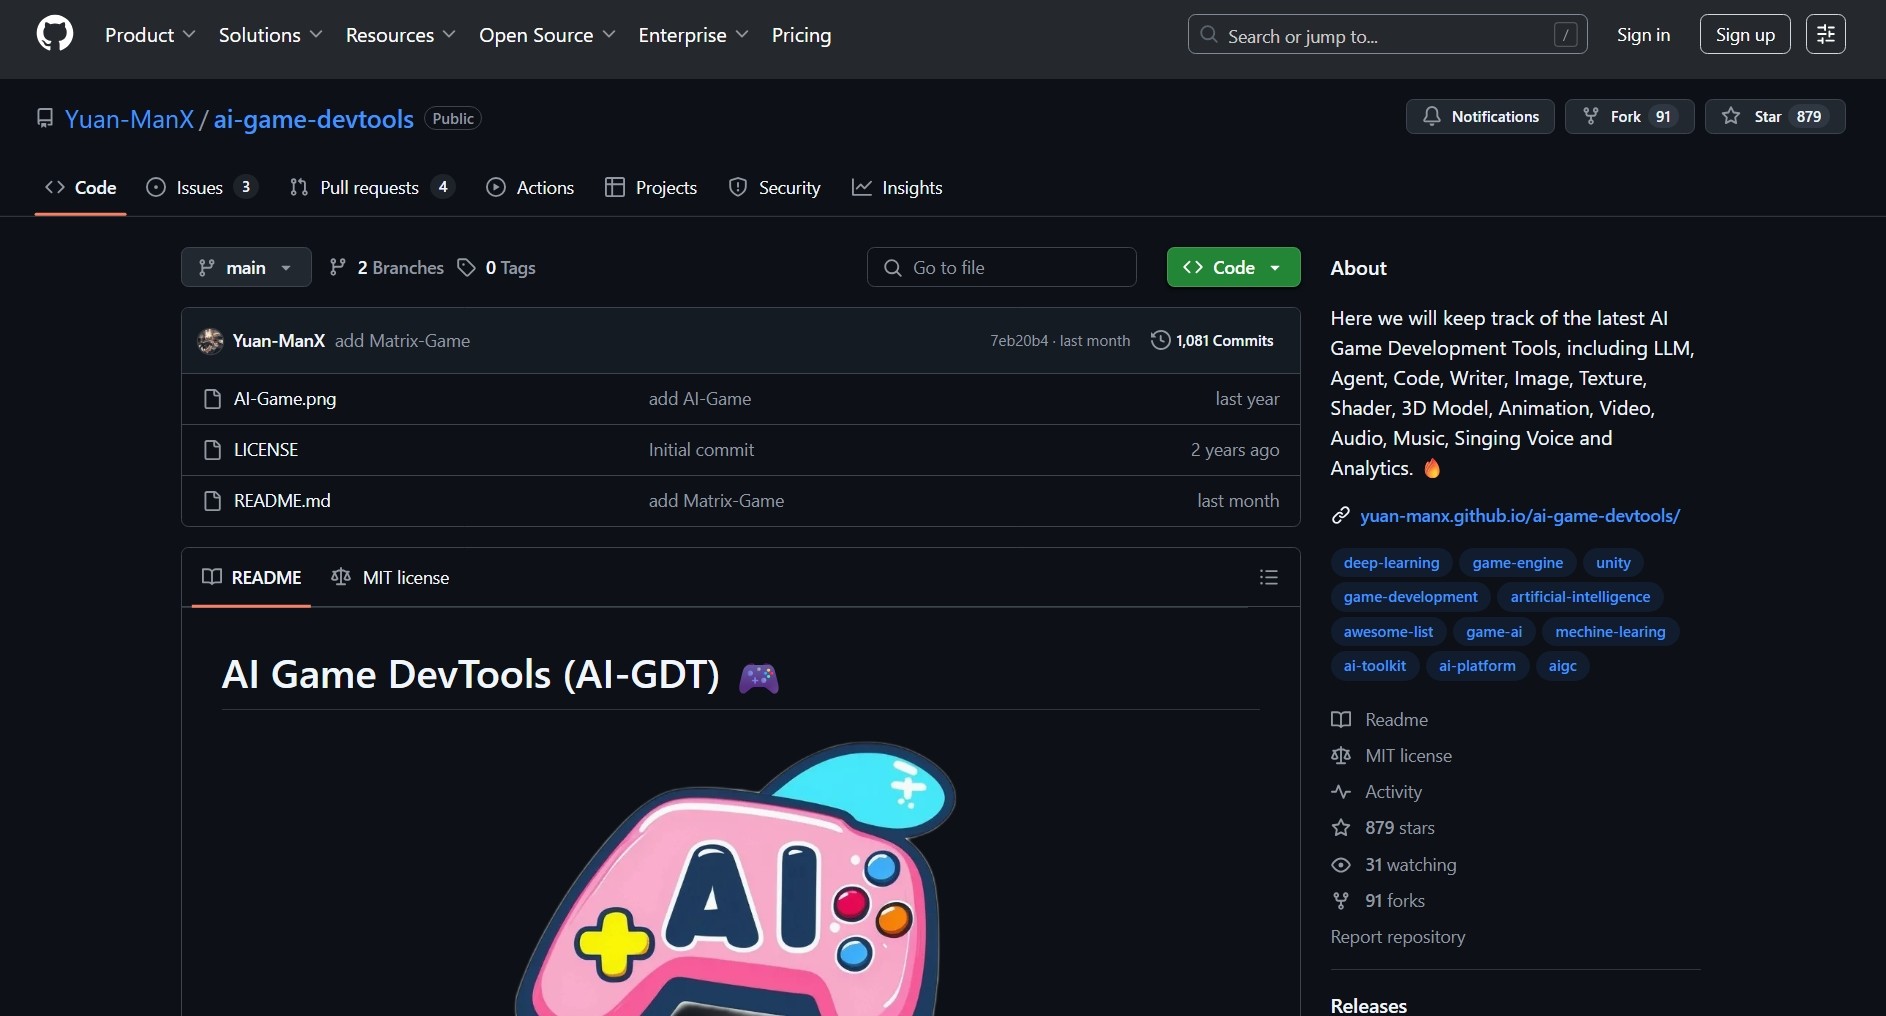 Product Solutions Resources Open Source Enterprise Pricing Search or jump to... / Sign in Sign up
Yuan-ManX / ai-game-devtools Public Notifications Fork 91 Star 879
Code Issues 3 Pull requests 4 Actions Projects Security Insights
main 2 Branches 0 Tags Go to file Code
Yuan-ManX add Matrix-Game 7eb20b4 · last month 1,081 Commits
AI-Game.png add AI-Game last year
LICENSE Initial commit 2 years ago
README.md add Matrix-Game last month
README MIT license
AI Game DevTools (AI-GDT)
AI
About
Here we will keep track of the latest AI
Game Development Tools, including LLM,
Agent, Code, Writer, Image, Texture,
Shader, 3D Model, Animation, Video,
Audio, Music, Singing Voice and
Analytics.
yuan-manx.github.io/ai-game-devtools/
deep-learning game-engine unity
game-development artificial-intelligence
awesome-list game-ai mechine-learing
ai-toolkit ai-platform aigc
Readme
MIT license
Activity
879 stars
31 watching
91 forks
Report repository
Releases